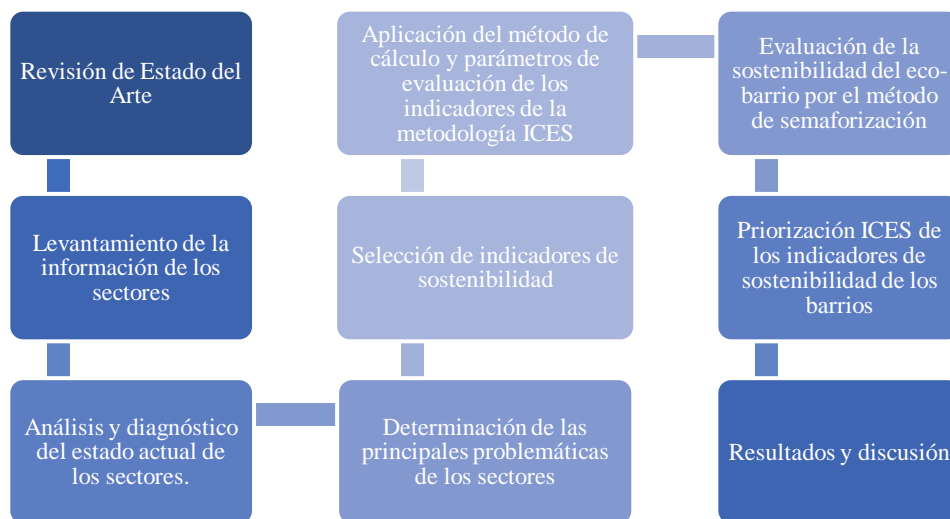 Revisión de Estado del
Arte
Levantamiento de la
información de los
sectores
Análisis y diagnóstico
del estado actual de
los sectores.
Determinación de las
principales problemáticas
de los sectores
Selección de indicadores de
sostenibilidad
Aplicación del método de
cálculo y parámetros de
evaluación de los
indicadores de la
metodología ICES
Evaluación de la
sostenibilidad del eco-
barrio por el método
de semaforización
Priorización ICES de
los indicadores de
sostenibilidad de los
barrios
Resultados y discusión